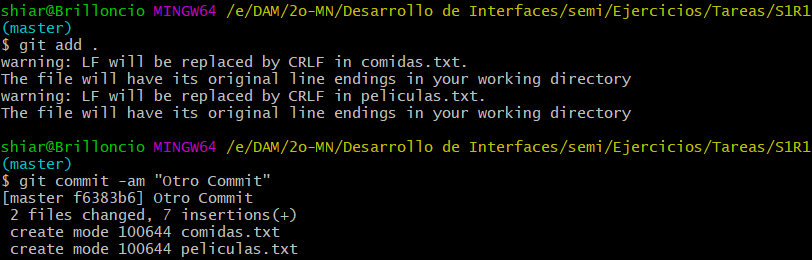 shiar@Brilloncio MINGW64 /e/DAM/2o-MN/Desarrollo de Interfaces/semi/Ejercicios/Tareas/S1R1
(master)
$ git add .
warning: LF will be replaced by CRLF in comidas.txt.
The file will have its original line endings in your working directory
warning: LF will be replaced by CRLF in peliculas.txt.
The file will have its original line endings in your working directory
shiar@Brilloncio MINGW64 /e/DAM/2o-MN/Desarrollo de Interfaces/semi/Ejercicios/Tareas/S1R1
(master)
$ git commit -am "Otro Commit"
[master f6383b6] Otro Commit
 2 files changed, 7 insertions(+)
 create mode 100644 comidas.txt
 create mode 100644 peliculas.txt